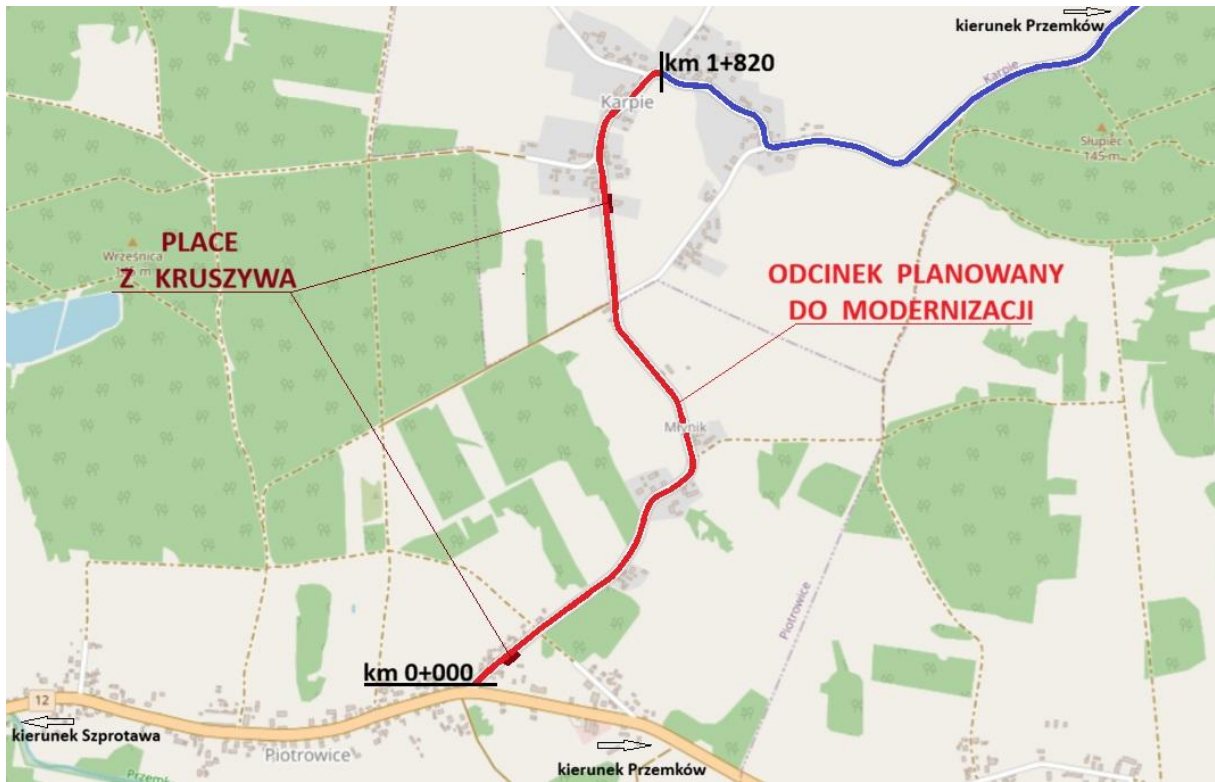 kierunek Przemków
km 1+820
Karpie
Karpie
Słupiec
145 m
PLACE
Wrześnica
Z KRUSZYWA
ODCINEK PLANOWANY
DO MODERNIZACJI
Młynik
Piotrowice
km 0+000
12
kierunek Szprotawa
Piotrowice
kierunek Przemków